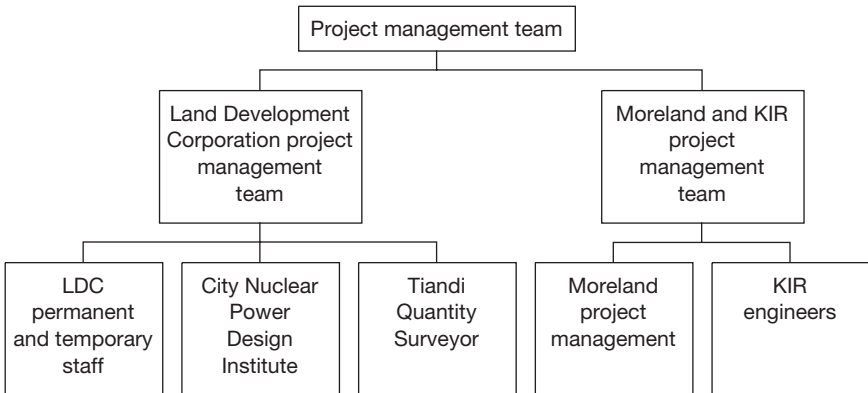 Project management team
Land Development
Corporation project
management
team
Moreland and KIR
project
management
team
LDC
permanent
and temporary
staff
City Nuclear
Power
Design
Institute
Tiandi
Quantity
Surveyor
Moreland
project
management
KIR
engineers